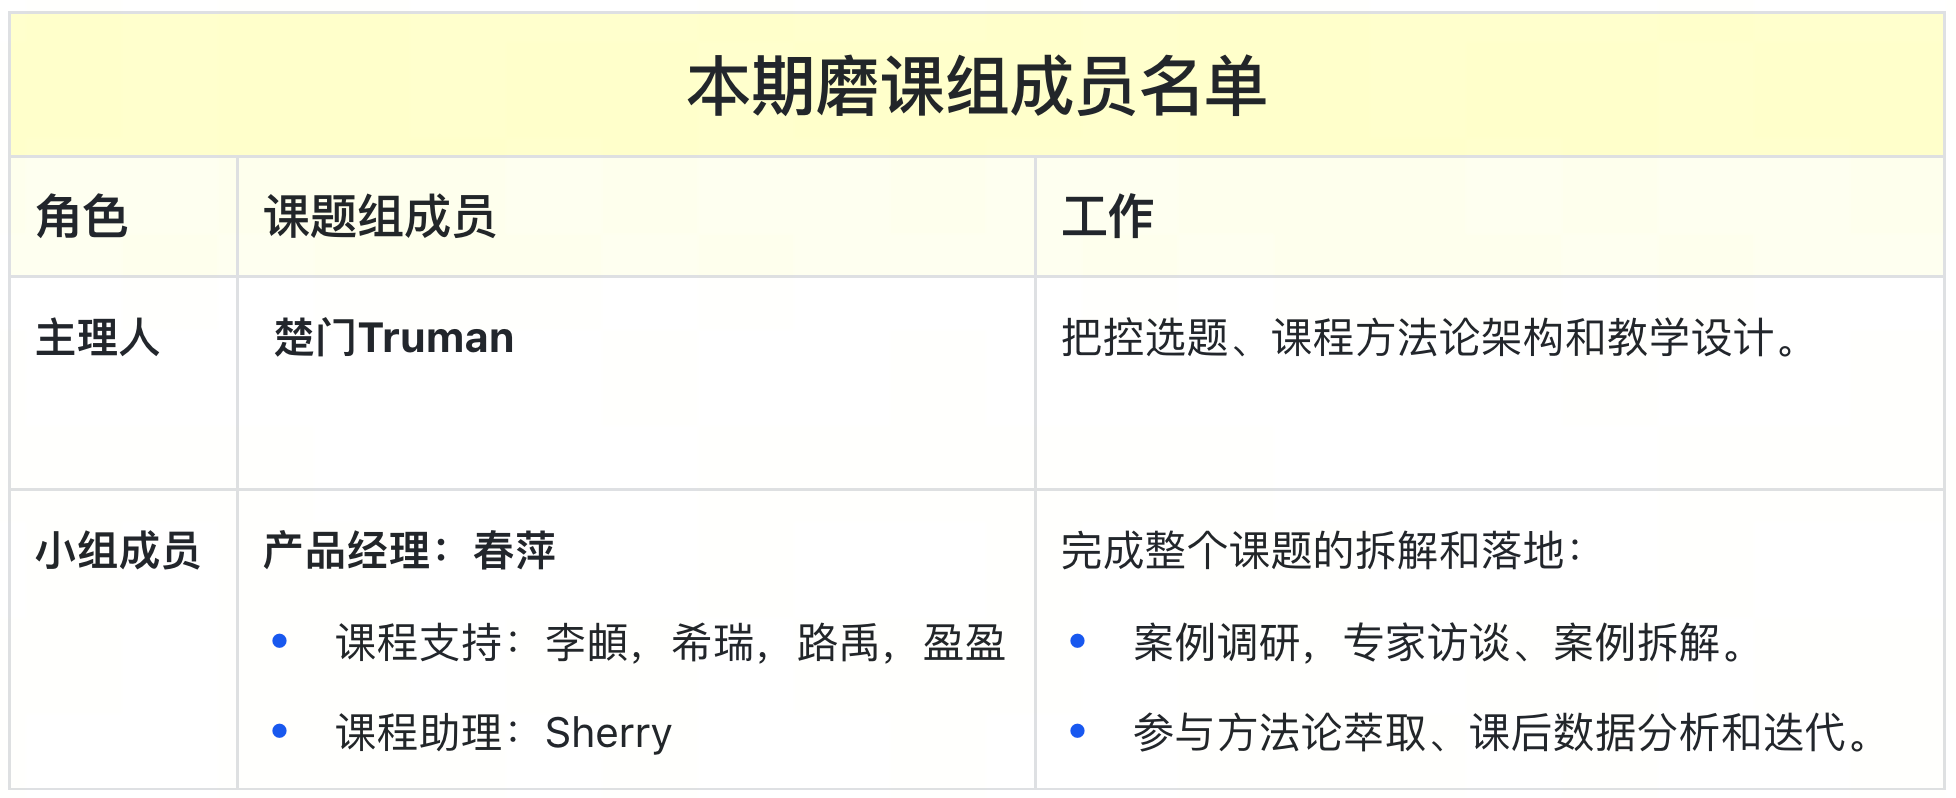 本期磨课组成员名单
角色 课题组成员 工作
主理人 楚门Truman 把控选题、课程方法论架构和教学设计。
小组成员 产品经理：春萍 完成整个课题的拆解和落地：
课程支持：李頔，希瑞，路禹，盈盈 案例调研，专家访谈、案例拆解。
课程助理：Sherry 参与方法论萃取、课后数据分析和迭代。